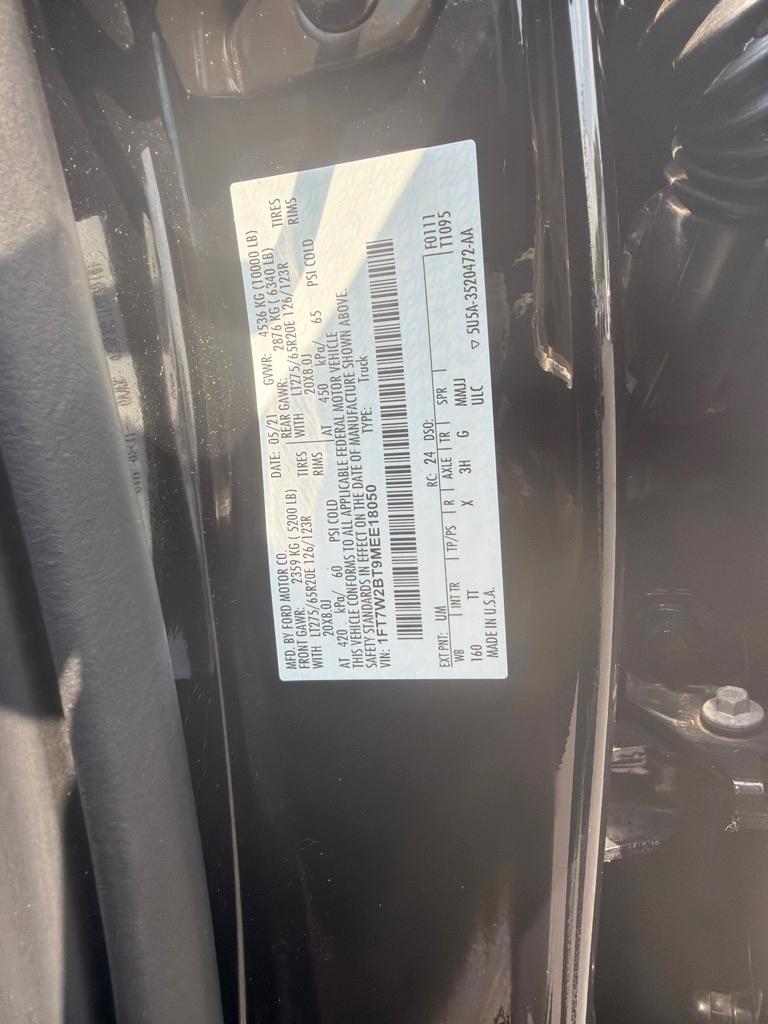 MFD. BY FORD MOTOR CO.
DATE: 05/21 GVWR: 4536 KG (10000 LB)
FRONT GAWR: 2359 KG ( 5200 LB) REAR GAWR: 2876 KG ( 6340 LB)
WITH LT275/65R20E 126/123R TIRES WITH LT275/65R20E 126/123R TIRES
20X8.0J RIMS 20X8.0J RIMS
AT 420 kPa/ 60 PSI COLD AT 450 kPa/ 65 PSI COLD
THIS VEHICLE CONFORMS TO ALL APPLICABLE FEDERAL MOTOR VEHICLE
SAFETY STANDARDS IN EFFECT ON THE DATE OF MANUFACTURE SHOWN ABOVE.
VIN: 1FT7W2BT9MEE18050 TYPE: Truck
F0111
EXT PNT: UM RC: 24 DSO: T1095
WB INT TR TP/PS R AXLE TR SPR
160 TT X 3H G MMJJ
MADE IN U.S.A. ULC
▽ 5U5A-3520472-AA